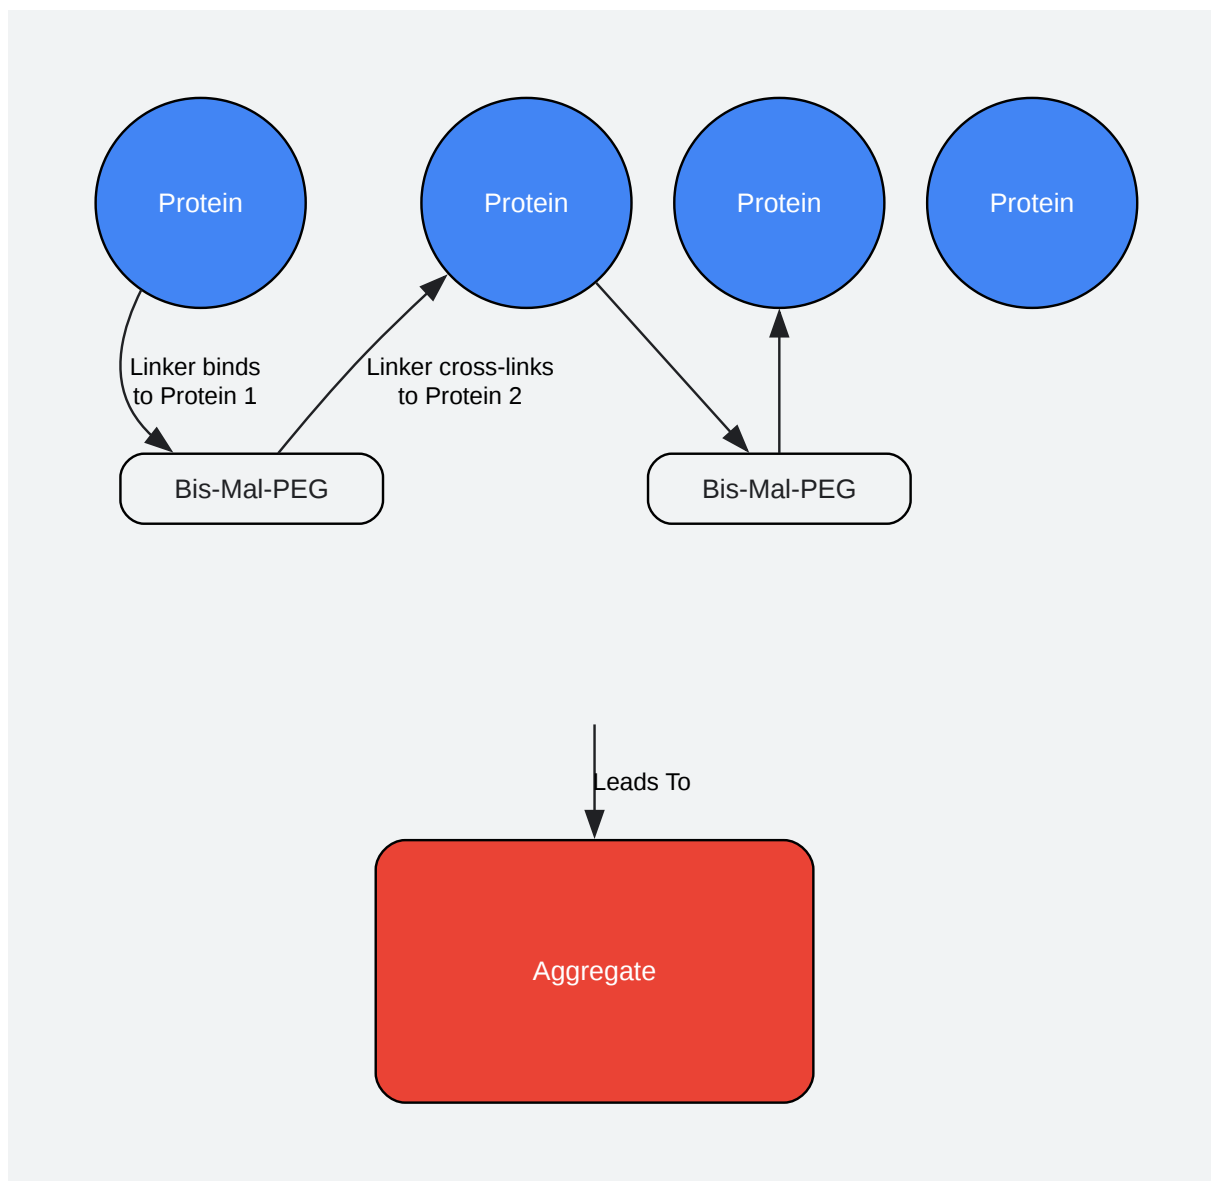 Protein
Protein
Protein
Protein
Linker binds
to Protein 1
Linker cross-links
to Protein 2
Bis-Mal-PEG
Bis-Mal-PEG
Leads To
Aggregate